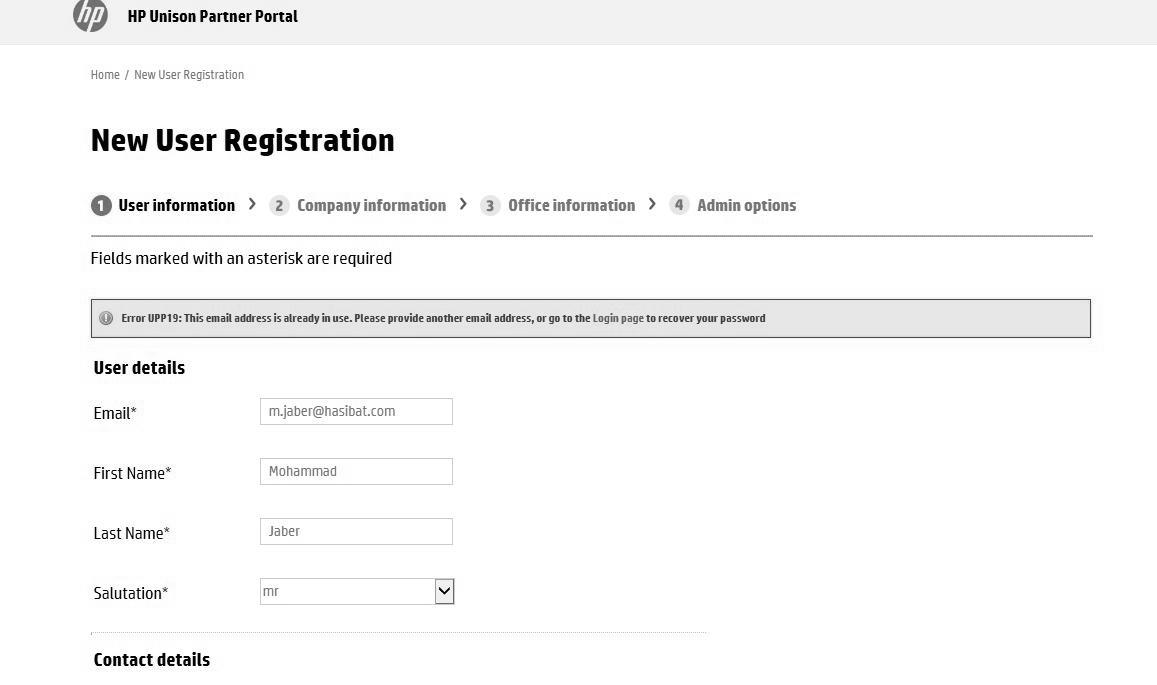 hp HP Unison Partner Portal
Home / New User Registration
New User Registration
1 User information > 2 Company information > 3 Office information > 4 Admin options
Fields marked with an asterisk are required
Error UPP19: This email address is already in use. Please provide another email address, or go to the Login page to recover your password
User details
Email* m.jaber@hasibat.com
First Name* Mohammad
Last Name* Jaber
Salutation* mr
Contact details